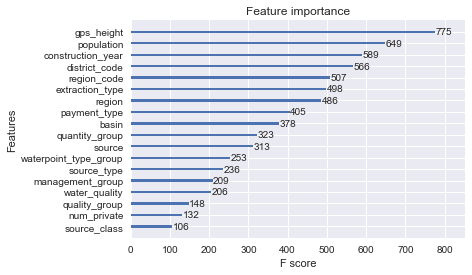 Feature importance
Features
gps_height 775
population 649
construction_year 589
district_code 566
region_code 507
extraction_type 498
region 486
payment_type 405
basin 378
quantity_group 323
source 313
waterpoint_type_group 253
source_type 236
management_group 209
water_quality 206
quality_group 148
num_private 132
source_class 106
0 100 200 300 400 500 600 700 800
F score